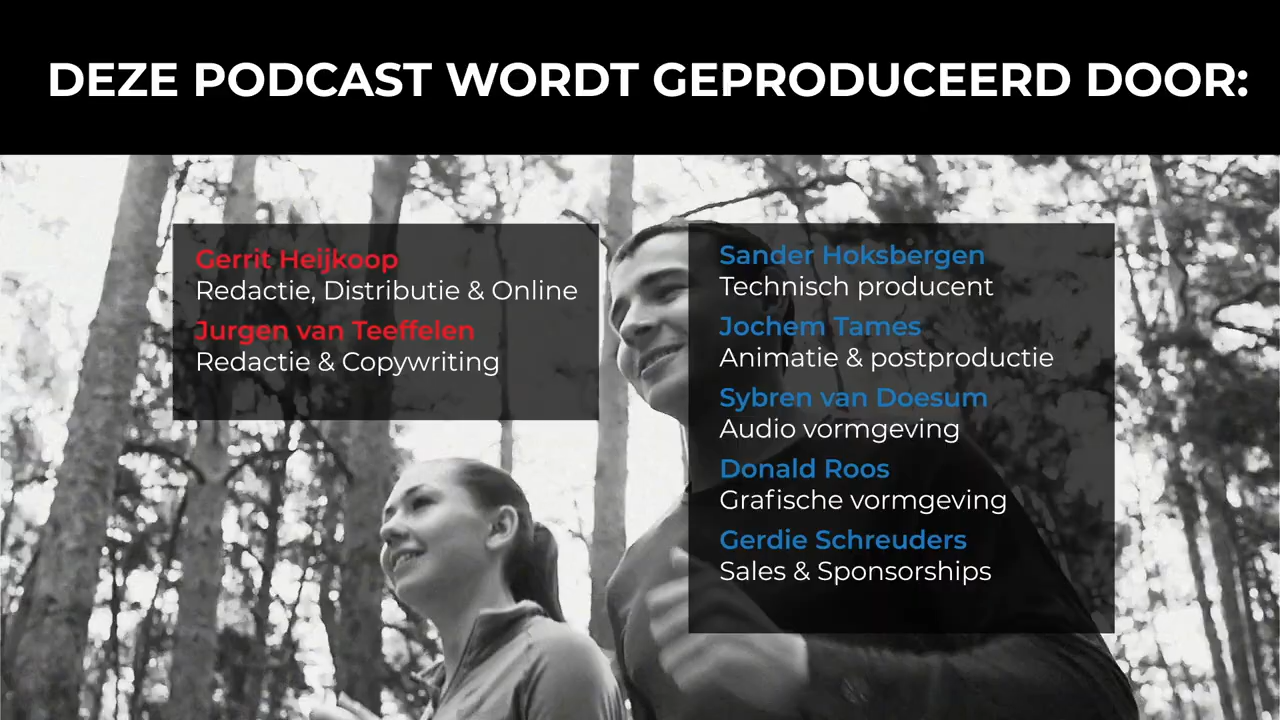 DEZE PODCAST WORDT GEPRODUCEERD DOOR:
Gerrit Heijkoop
Redactie, Distributie & Online
Jurgen van Teeffelen
Redactie & Copywriting
Sander Hoksbergen
Technisch producent
Jochem Tames
Animatie & postproductie
Sybren van Doesum
Audio vormgeving
Donald Roos
Grafische vormgeving
Gerdie Schreuders
Sales & Sponsorships